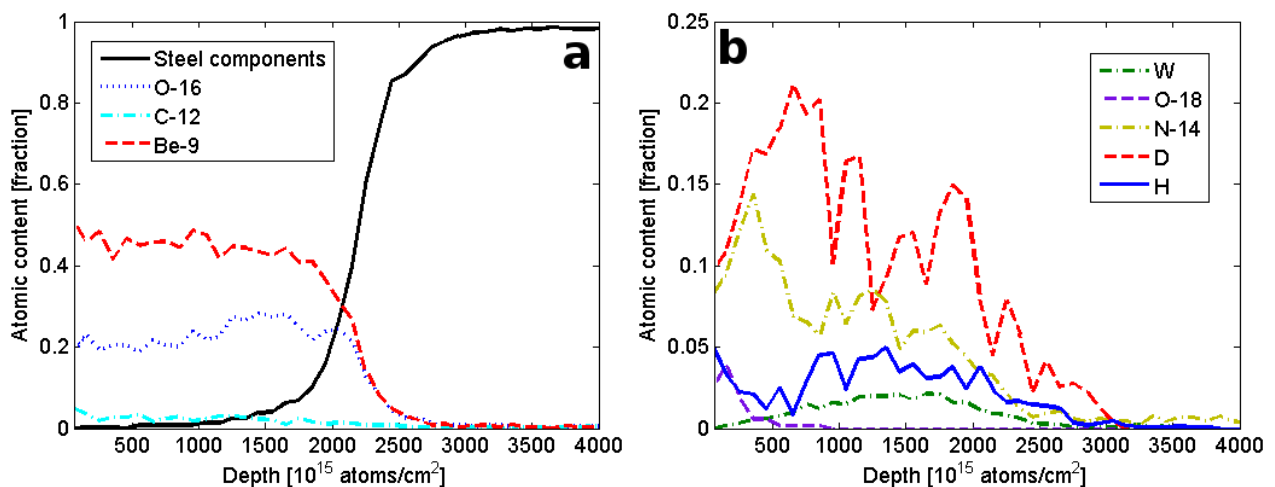 a
Steel components
O-16
C-12
Be-9
Atomic content [fraction]
1
0.8
0.6
0.4
0.2
0
500 1000 1500 2000 2500 3000 3500 4000
Depth [10^15 atoms/cm^2]
b
W
O-18
N-14
D
H
Atomic content [fraction]
0.25
0.2
0.15
0.1
0.05
0
500 1000 1500 2000 2500 3000 3500 4000
Depth [10^15 atoms/cm^2]